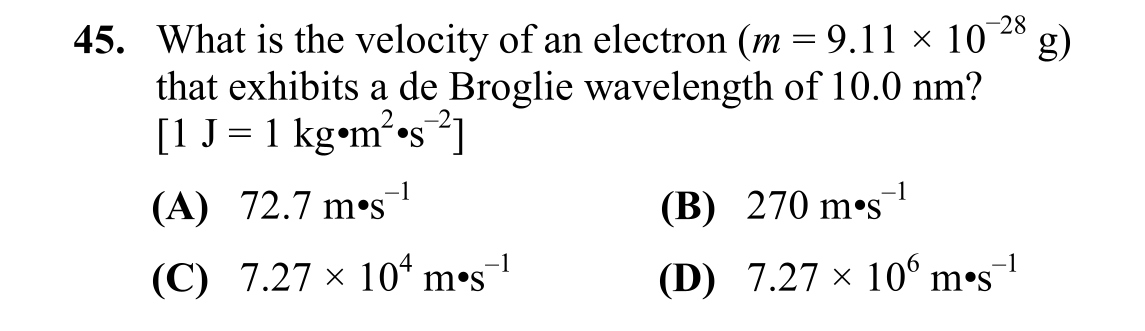 45. What is the velocity of an electron (m = 9.11 × 10⁻²⁸ g)
that exhibits a de Broglie wavelength of 10.0 nm?
[1 J = 1 kg•m²•s⁻²]
(A) 72.7 m•s⁻¹ (B) 270 m•s⁻¹
(C) 7.27 × 10⁴ m•s⁻¹ (D) 7.27 × 10⁶ m•s⁻¹